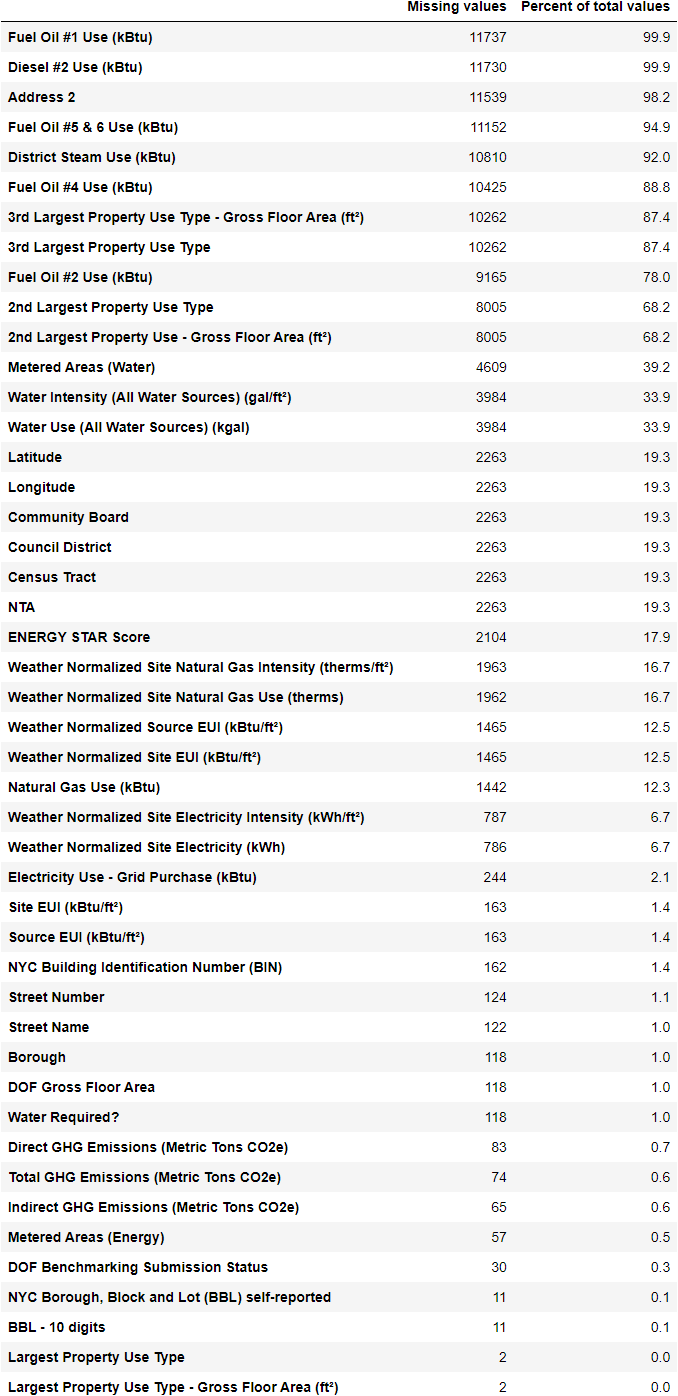 Missing values Percent of total values
Fuel Oil #1 Use (kBtu) 11737 99.9
Diesel #2 Use (kBtu) 11730 99.9
Address 2 11539 98.2
Fuel Oil #5 & 6 Use (kBtu) 11152 94.9
District Steam Use (kBtu) 10810 92.0
Fuel Oil #4 Use (kBtu) 10425 88.8
3rd Largest Property Use Type - Gross Floor Area (ft²) 10262 87.4
3rd Largest Property Use Type 10262 87.4
Fuel Oil #2 Use (kBtu) 9165 78.0
2nd Largest Property Use Type 8005 68.2
2nd Largest Property Use - Gross Floor Area (ft²) 8005 68.2
Metered Areas (Water) 4609 39.2
Water Intensity (All Water Sources) (gal/ft²) 3984 33.9
Water Use (All Water Sources) (kgal) 3984 33.9
Latitude 2263 19.3
Longitude 2263 19.3
Community Board 2263 19.3
Council District 2263 19.3
Census Tract 2263 19.3
NTA 2263 19.3
ENERGY STAR Score 2104 17.9
Weather Normalized Site Natural Gas Intensity (therms/ft²) 1963 16.7
Weather Normalized Site Natural Gas Use (therms) 1962 16.7
Weather Normalized Source EUI (kBtu/ft²) 1465 12.5
Weather Normalized Site EUI (kBtu/ft²) 1465 12.5
Natural Gas Use (kBtu) 1442 12.3
Weather Normalized Site Electricity Intensity (kWh/ft²) 787 6.7
Weather Normalized Site Electricity (kWh) 786 6.7
Electricity Use - Grid Purchase (kBtu) 244 2.1
Site EUI (kBtu/ft²) 163 1.4
Source EUI (kBtu/ft²) 163 1.4
NYC Building Identification Number (BIN) 162 1.4
Street Number 124 1.1
Street Name 122 1.0
Borough 118 1.0
DOF Gross Floor Area 118 1.0
Water Required? 118 1.0
Direct GHG Emissions (Metric Tons CO2e) 83 0.7
Total GHG Emissions (Metric Tons CO2e) 74 0.6
Indirect GHG Emissions (Metric Tons CO2e) 65 0.6
Metered Areas (Energy) 57 0.5
DOF Benchmarking Submission Status 30 0.3
NYC Borough, Block and Lot (BBL) self-reported 11 0.1
BBL - 10 digits 11 0.1
Largest Property Use Type 2 0.0
Largest Property Use Type - Gross Floor Area (ft²) 2 0.0